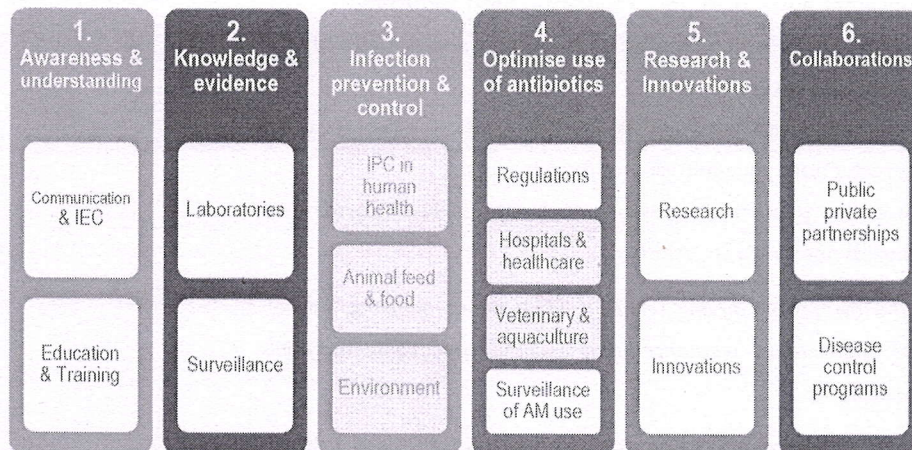 1.
Awareness &
understanding
Communication
& IEC
Education
& Training
2.
Knowledge &
evidence
Laboratories
Surveillance
3.
Infection
prevention &
control
IPC in
human
health
Animal feed
& food
Environment
4.
Optimise use
of antibiotics
Regulations
Hospitals &
healthcare
Veterinary &
aquaculture
Surveillance
of AM use
5.
Research &
Innovations
Research
Innovations
6.
Collaborations
Public
private
partnerships
Disease
control
programs